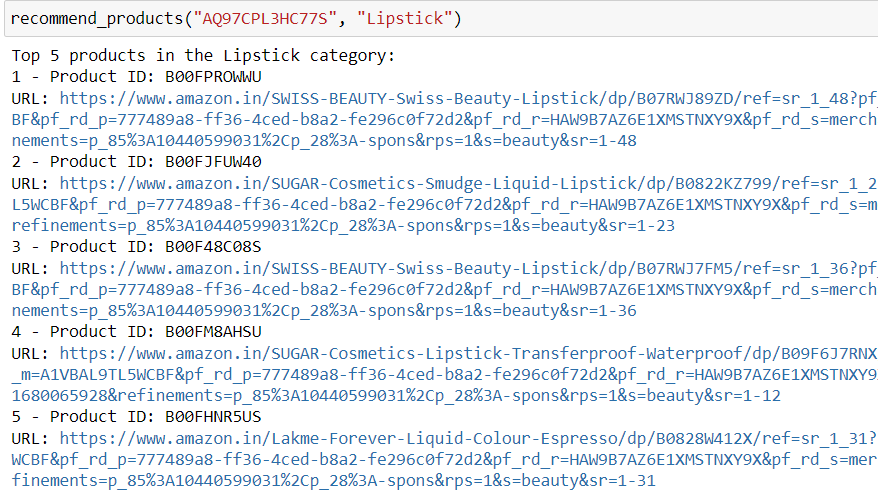 recommend_products("AQ97CPL3HC77S", "Lipstick")
Top 5 products in the Lipstick category:
1 - Product ID: B00FPROWWU
URL: https://www.amazon.in/SWISS-BEAUTY-Swiss-Beauty-Lipstick/dp/B07RWJ89ZD/ref=sr_1_48?pf_
BF&pf_rd_p=777489a8-ff36-4ced-b8a2-fe296c0f72d2&pf_rd_r=HAW9B7AZ6E1XMSTNXY9X&pf_rd_s=merch
nements=p_85%3A10440599031%2Cp_28%3A-spons&rps=1&s=beauty&sr=1-48
2 - Product ID: B00FJFUW40
URL: https://www.amazon.in/SUGAR-Cosmetics-Smudge-Liquid-Lipstick/dp/B0822KZ799/ref=sr_1_2
L5WCBF&pf_rd_p=777489a8-ff36-4ced-b8a2-fe296c0f72d2&pf_rd_r=HAW9B7AZ6E1XMSTNXY9X&pf_rd_s=m
refinements=p_85%3A10440599031%2Cp_28%3A-spons&rps=1&s=beauty&sr=1-23
3 - Product ID: B00F48C08S
URL: https://www.amazon.in/SWISS-BEAUTY-Swiss-Beauty-Lipstick/dp/B07RWJ7FM5/ref=sr_1_36?pf_
BF&pf_rd_p=777489a8-ff36-4ced-b8a2-fe296c0f72d2&pf_rd_r=HAW9B7AZ6E1XMSTNXY9X&pf_rd_s=merch
nements=p_85%3A10440599031%2Cp_28%3A-spons&rps=1&s=beauty&sr=1-36
4 - Product ID: B00FM8AHSU
URL: https://www.amazon.in/SUGAR-Cosmetics-Lipstick-Transferproof-Waterproof/dp/B09F6J7RNX
_m=A1VBAL9TL5WCBF&pf_rd_p=777489a8-ff36-4ced-b8a2-fe296c0f72d2&pf_rd_r=HAW9B7AZ6E1XMSTNXY9
1680065928&refinements=p_85%3A10440599031%2Cp_28%3A-spons&rps=1&s=beauty&sr=1-12
5 - Product ID: B00FHNR5US
URL: https://www.amazon.in/Lakme-Forever-Liquid-Colour-Espresso/dp/B0828W412X/ref=sr_1_31?
WCBF&pf_rd_p=777489a8-ff36-4ced-b8a2-fe296c0f72d2&pf_rd_r=HAW9B7AZ6E1XMSTNXY9X&pf_rd_s=mer
finements=p_85%3A10440599031%2Cp_28%3A-spons&rps=1&s=beauty&sr=1-31